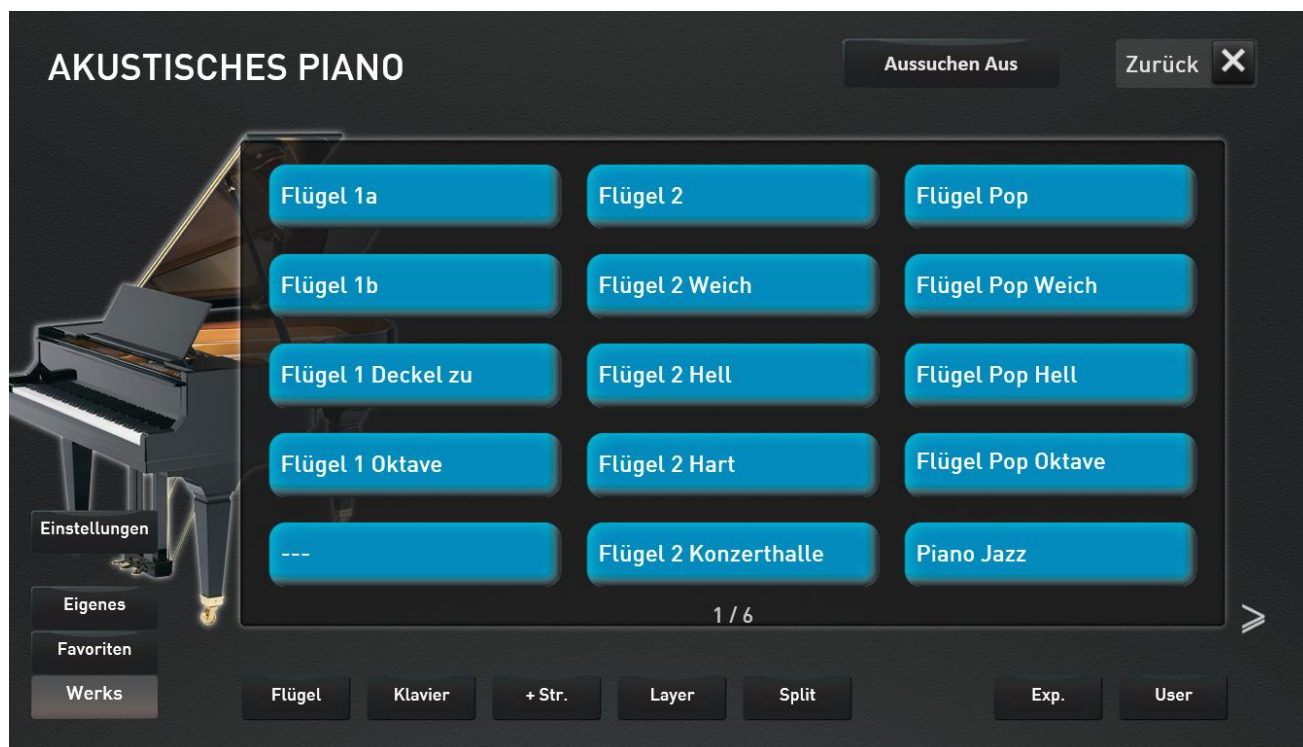 AKUSTISCHES PIANO
Aussuchen Aus
Zurück
Flügel 1a
Flügel 2
Flügel Pop
Flügel 1b
Flügel 2 Weich
Flügel Pop Weich
Flügel 1 Deckel zu
Flügel 2 Hell
Flügel Pop Hell
Flügel 1 Oktave
Flügel 2 Hart
Flügel Pop Oktave
---
Flügel 2 Konzerthalle
Piano Jazz
1 / 6
Einstellungen
Eigenes
Favoriten
Werks
Flügel
Klavier
+ Str.
Layer
Split
Exp.
User